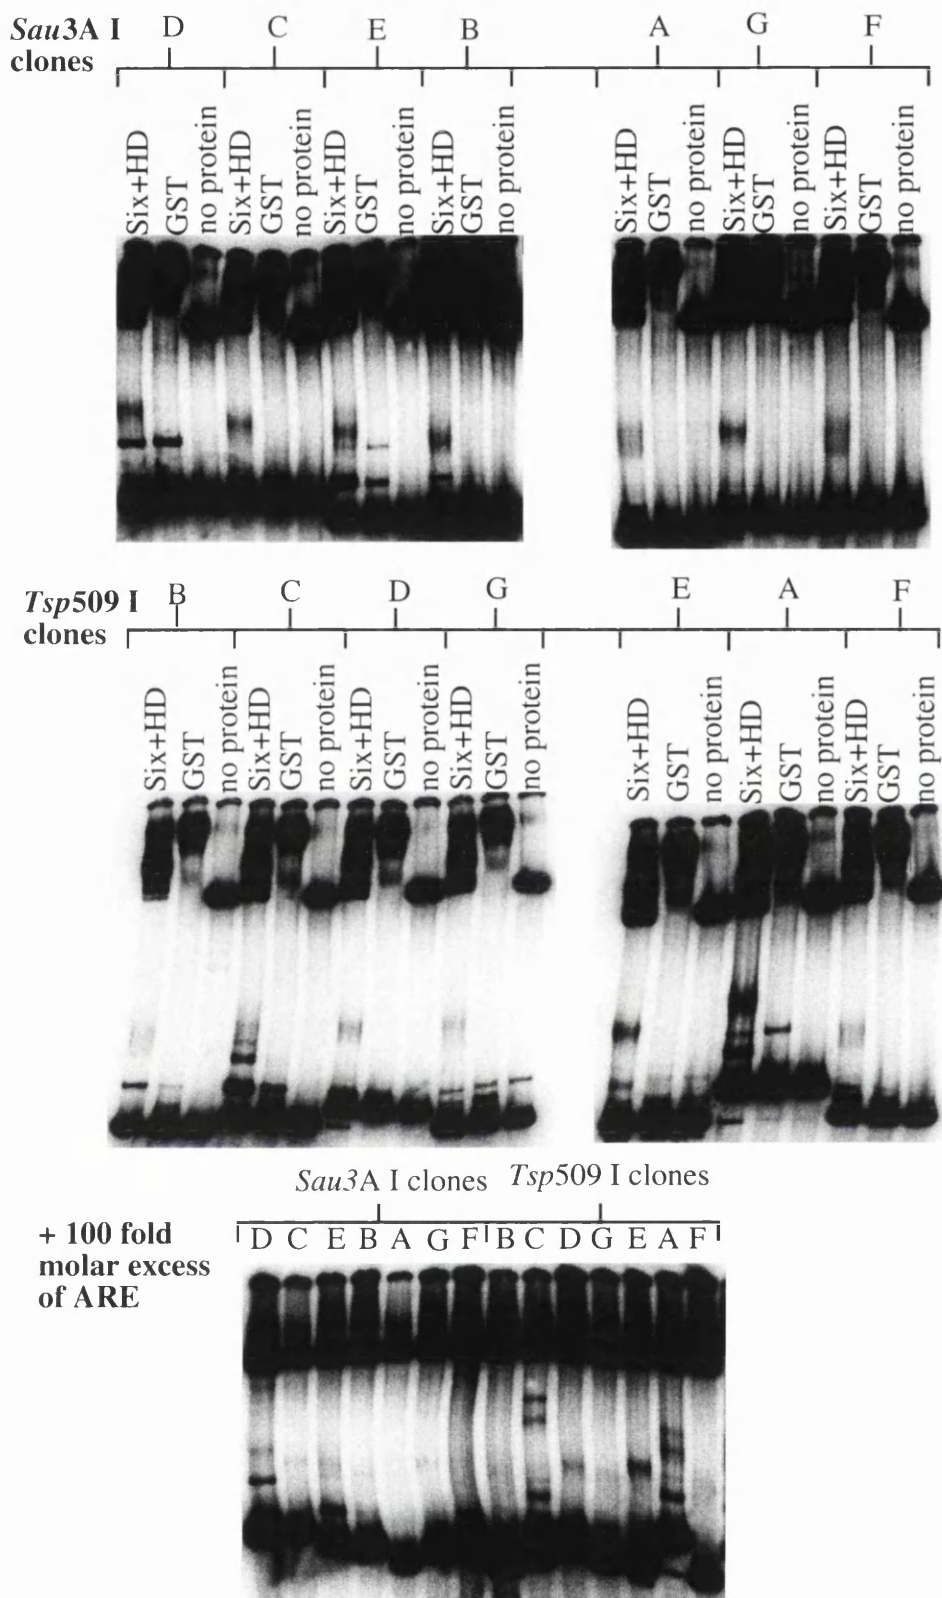 Sau3A I clones D C E B A G F
Six+HD GST no protein Six+HD GST no protein Six+HD GST no protein Six+HD GST no protein Six+HD GST no protein Six+HD GST no protein Six+HD GST no protein
Tsp509 I clones B C D G E A F
Six+HD GST no protein Six+HD GST no protein Six+HD GST no protein Six+HD GST no protein Six+HD GST no protein Six+HD GST no protein Six+HD GST no protein
Sau3A I clones Tsp509 I clones
+ 100 fold molar excess of ARE
D C E B A G F B C D G E A F